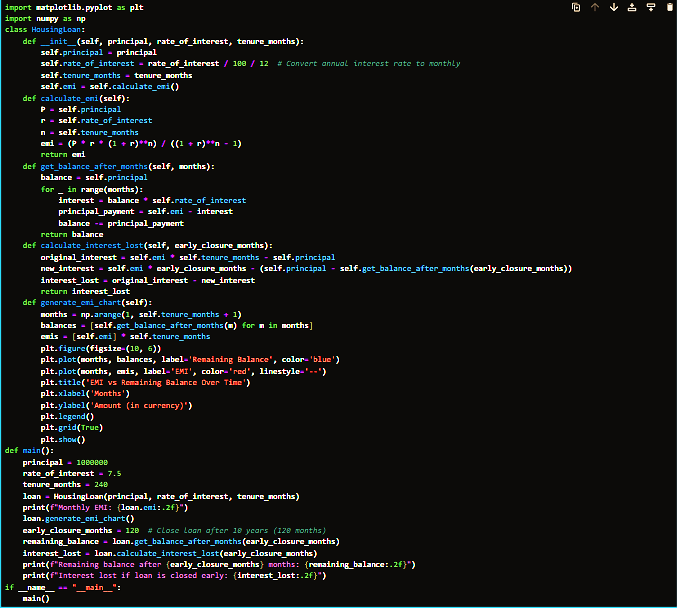 import matplotlib.pyplot as plt
import numpy as np
class HousingLoan:
    def __init__(self, principal, rate_of_interest, tenure_months):
        self.principal = principal
        self.rate_of_interest = rate_of_interest / 100 / 12  # Convert annual interest rate to monthly
        self.tenure_months = tenure_months
        self.emi = self.calculate_emi()
    def calculate_emi(self):
        P = self.principal
        r = self.rate_of_interest
        n = self.tenure_months
        emi = (P * r * (1 + r)**n) / ((1 + r)**n - 1)
        return emi
    def get_balance_after_months(self, months):
        balance = self.principal
        for _ in range(months):
            interest = balance * self.rate_of_interest
            principal_payment = self.emi - interest
            balance -= principal_payment
        return balance
    def calculate_interest_lost(self, early_closure_months):
        original_interest = self.emi * self.tenure_months - self.principal
        new_interest = self.emi * early_closure_months - (self.principal - self.get_balance_after_months(early_closure_months))
        interest_lost = original_interest - new_interest
        return interest_lost
    def generate_emi_chart(self):
        months = np.arange(1, self.tenure_months + 1)
        balances = [self.get_balance_after_months(m) for m in months]
        emis = [self.emi] * self.tenure_months
        plt.figure(figsize=(10, 6))
        plt.plot(months, balances, label='Remaining Balance', color='blue')
        plt.plot(months, emis, label='EMI', color='red', linestyle='--')
        plt.title('EMI vs Remaining Balance Over Time')
        plt.xlabel('Months')
        plt.ylabel('Amount (in currency)')
        plt.legend()
        plt.grid(True)
        plt.show()
def main():
    principal = 1000000
    rate_of_interest = 7.5
    tenure_months = 240
    loan = HousingLoan(principal, rate_of_interest, tenure_months)
    print(f"Monthly EMI: {loan.emi:.2f}")
    loan.generate_emi_chart()
    early_closure_months = 120  # Close loan after 10 years (120 months)
    remaining_balance = loan.get_balance_after_months(early_closure_months)
    interest_lost = loan.calculate_interest_lost(early_closure_months)
    print(f"Remaining balance after {early_closure_months} months: {remaining_balance:.2f}")
    print(f"Interest lost if loan is closed early: {interest_lost:.2f}")
if __name__ == "__main__":
    main()